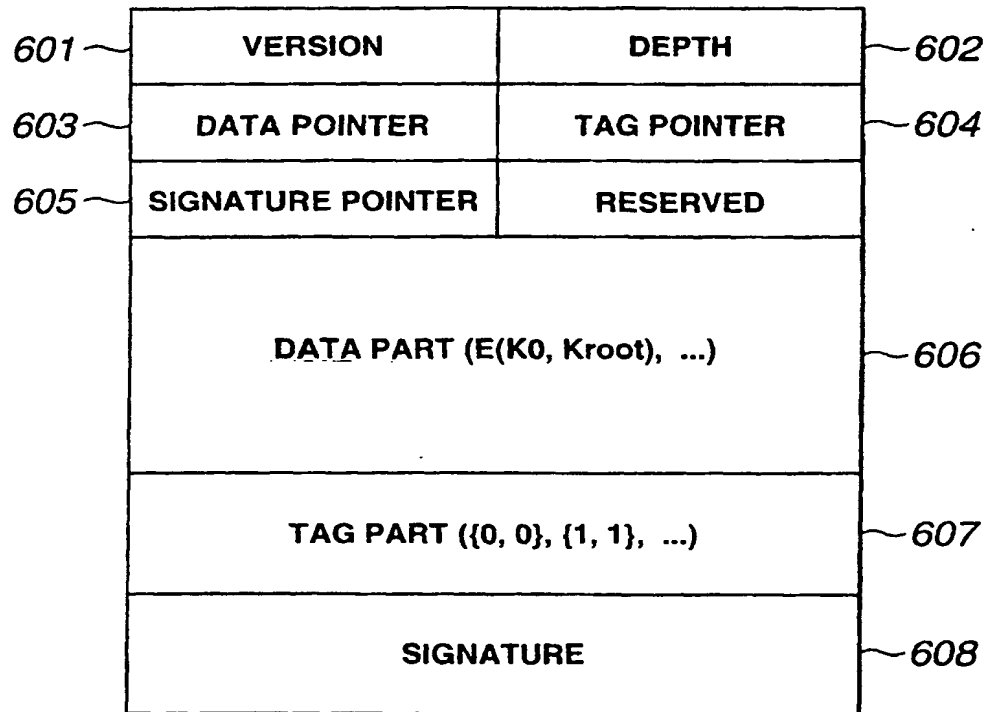 601 VERSION DEPTH 602
603 DATA POINTER TAG POINTER 604
605 SIGNATURE POINTER RESERVED
DATA PART (E(K0, Kroot), ...) 606
TAG PART ({0, 0}, {1, 1}, ...) 607
SIGNATURE 608